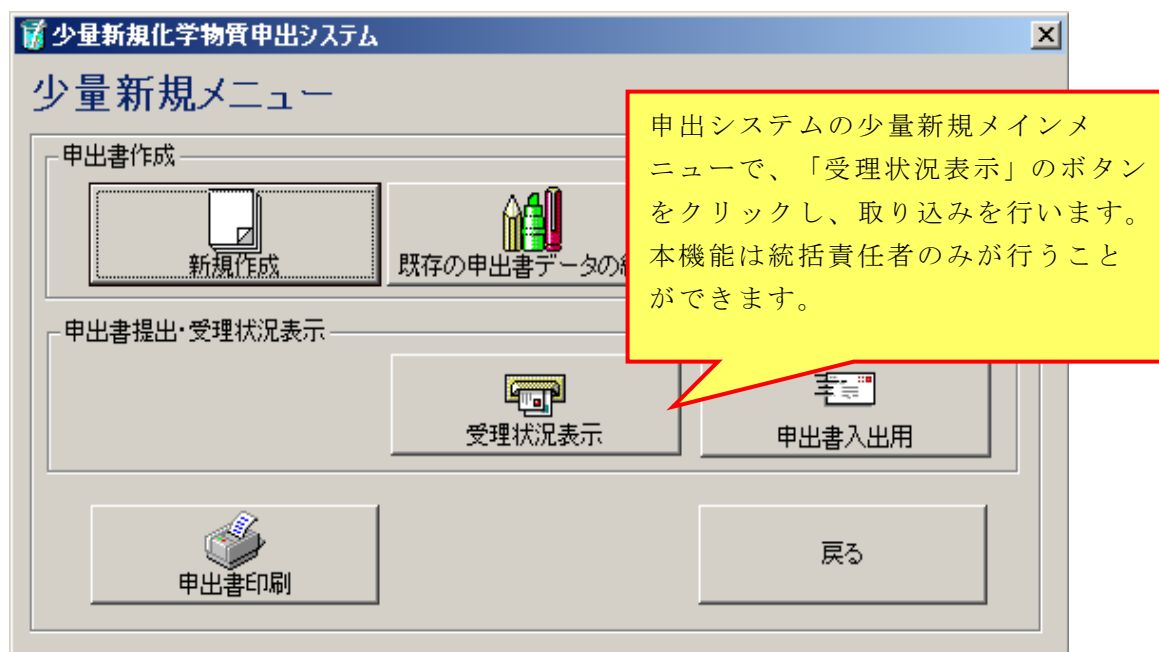 少量新規化学物質申出システム
少量新規メニュー
申出システムの少量新規メインメ
ニューで、「受理状況表示」のボタン
をクリックし、取り込みを行います。
本機能は統括責任者のみが行うこと
ができます。
申出書作成
新規作成
既存の申出書データの
申出書提出・受理状況表示
受理状況表示
申出書入出用
申出書印刷
戻る